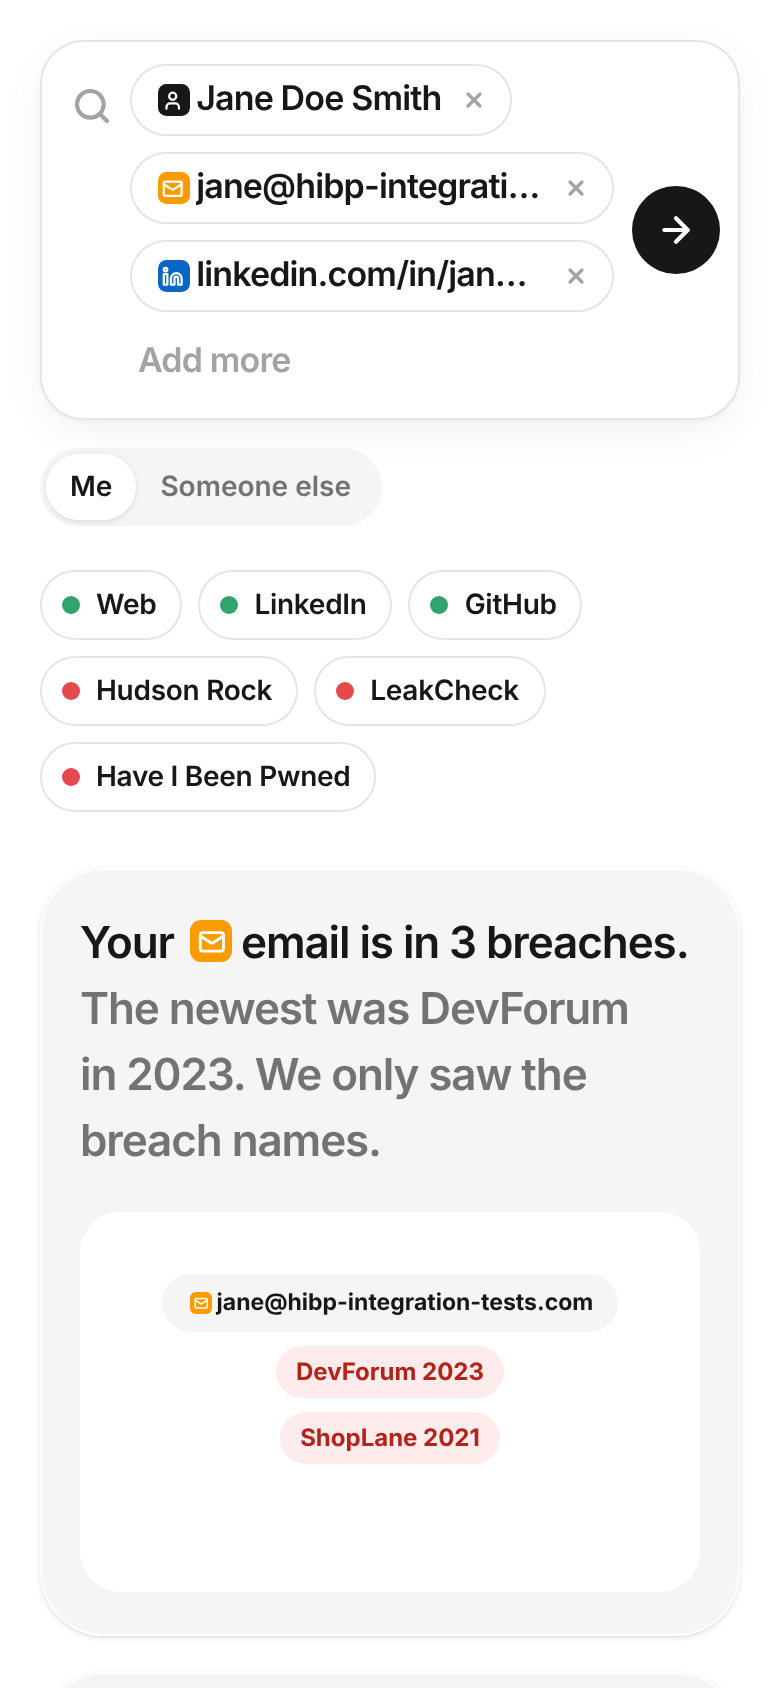 Jane Doe Smith
jane@hibp-integrati...
linkedin.com/in/jan...
Add more
Me
Someone else
Web
LinkedIn
GitHub
Hudson Rock
LeakCheck
Have I Been Pwned
Your email is in 3 breaches.
The newest was DevForum
in 2023. We only saw the
breach names.
jane@hibp-integration-tests.com
DevForum 2023
ShopLane 2021